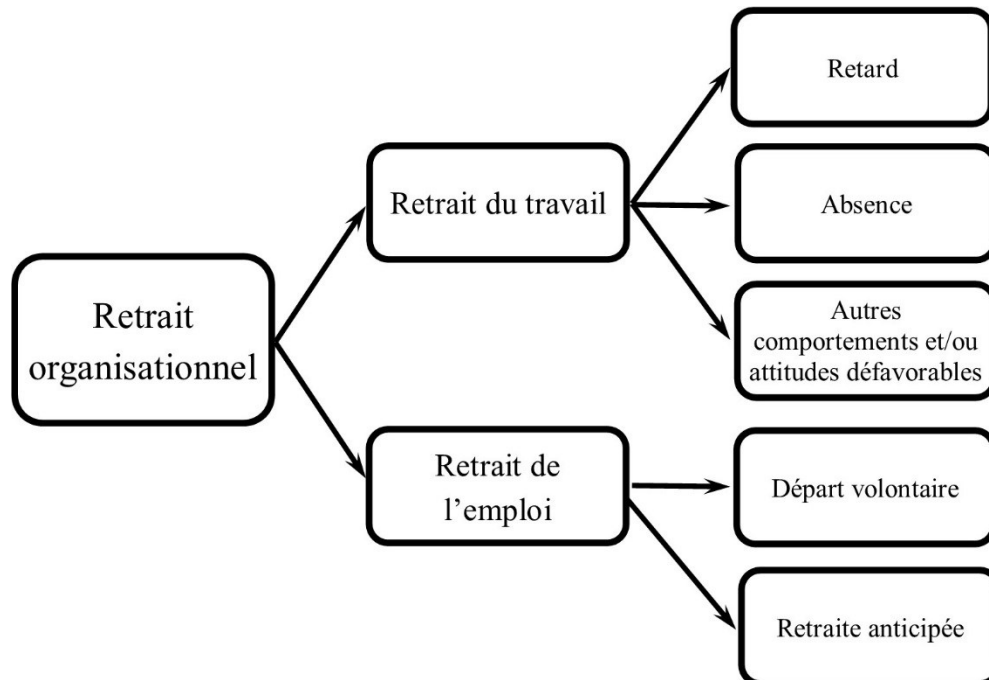 Retrait
organisationnel
Retrait du travail
Retard
Absence
Autres
comportements et/ou
attitudes défavorables
Retrait de
l’emploi
Départ volontaire
Retraite anticipée